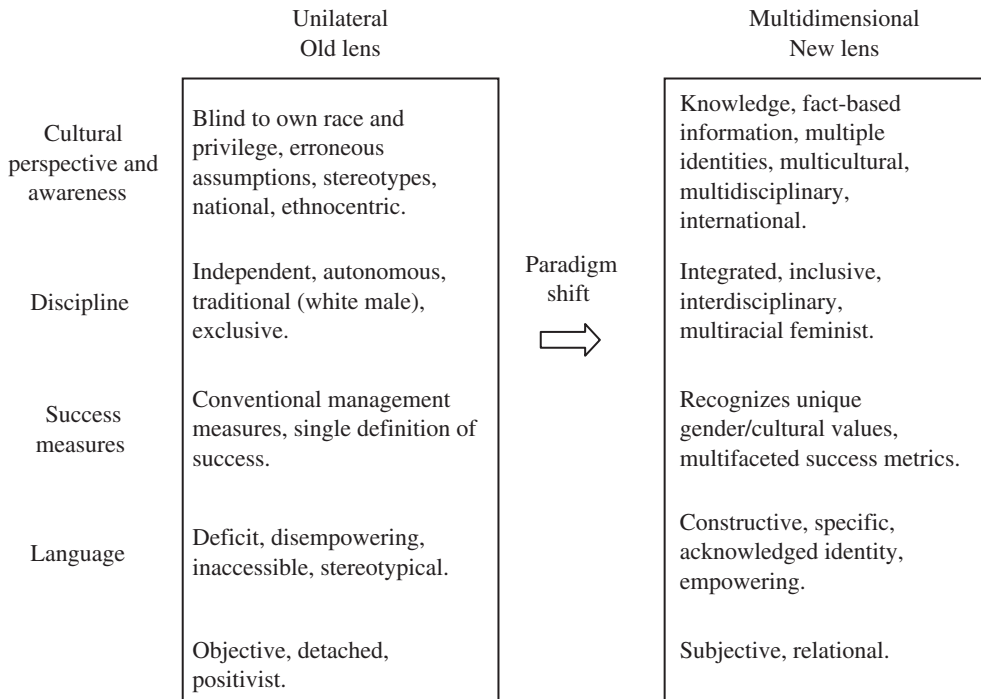 Unilateral
Old lens
Multidimensional
New lens
Cultural
perspective and
awareness
Blind to own race and
privilege, erroneous
assumptions, stereotypes,
national, ethnocentric.
Knowledge, fact-based
information, multiple
identities, multicultural,
multidisciplinary,
international.
Discipline
Independent, autonomous,
traditional (white male),
exclusive.
Paradigm
shift
Integrated, inclusive,
interdisciplinary,
multiracial feminist.
Success
measures
Conventional management
measures, single definition of
success.
Recognizes unique
gender/cultural values,
multifaceted success metrics.
Language
Deficit, disempowering,
inaccessible, stereotypical.
Constructive, specific,
acknowledged identity,
empowering.
Objective, detached,
positivist.
Subjective, relational.